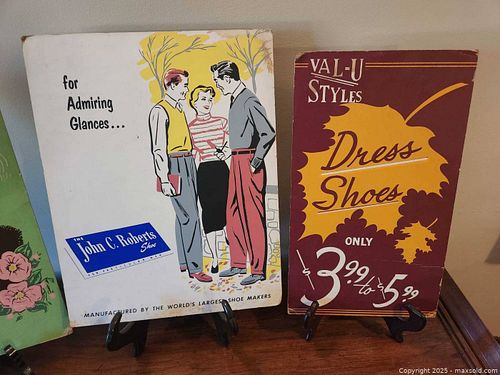 for
Admiring
Glances...
THE
John C. Roberts
Shoe
MANUFACTURED BY THE WORLD'S LARGEST SHOE MAKERS
VAL-U
STYLES
Dress
Shoes
ONLY
$3.99 to $5.99
Copyright 2025 - maxsold.com